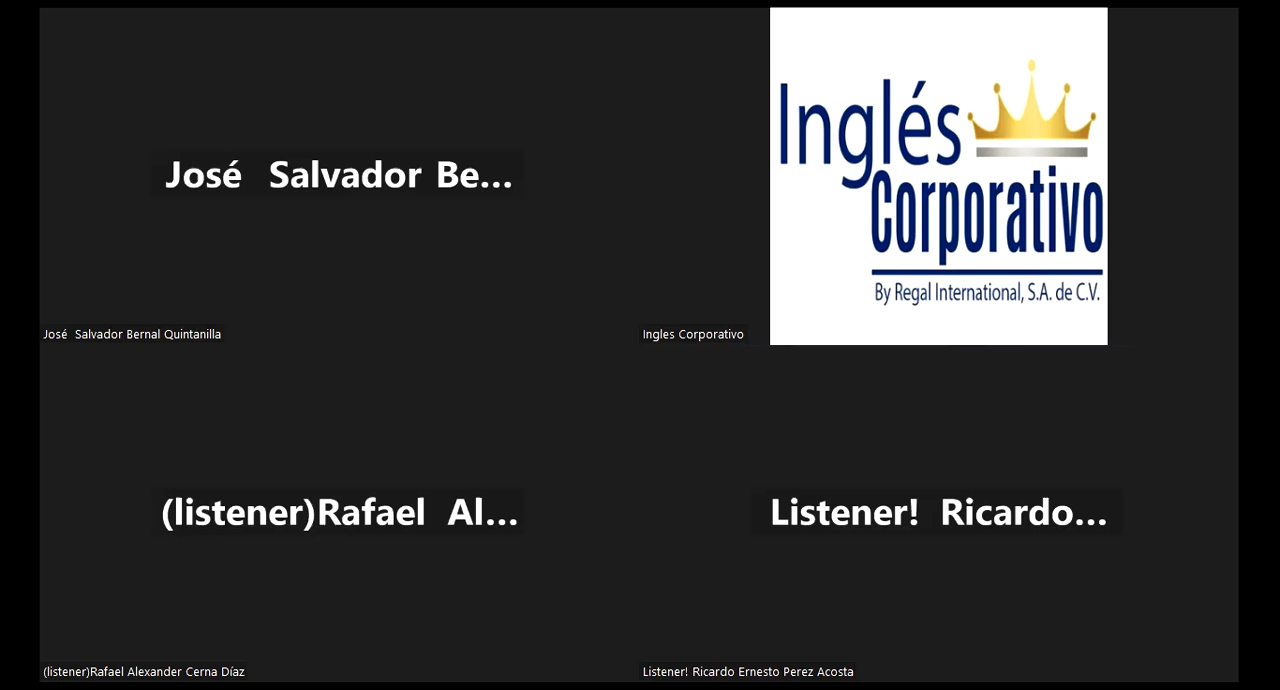 José  Salvador Be...
José  Salvador Bernal Quintanilla
Inglés
Corporativo
By Regal International, S.A. de C.V.
Ingles Corporativo
(listener)Rafael  Al...
(listener)Rafael Alexander Cerna Díaz
Listener!  Ricardo...
Listener! Ricardo Ernesto Perez Acosta